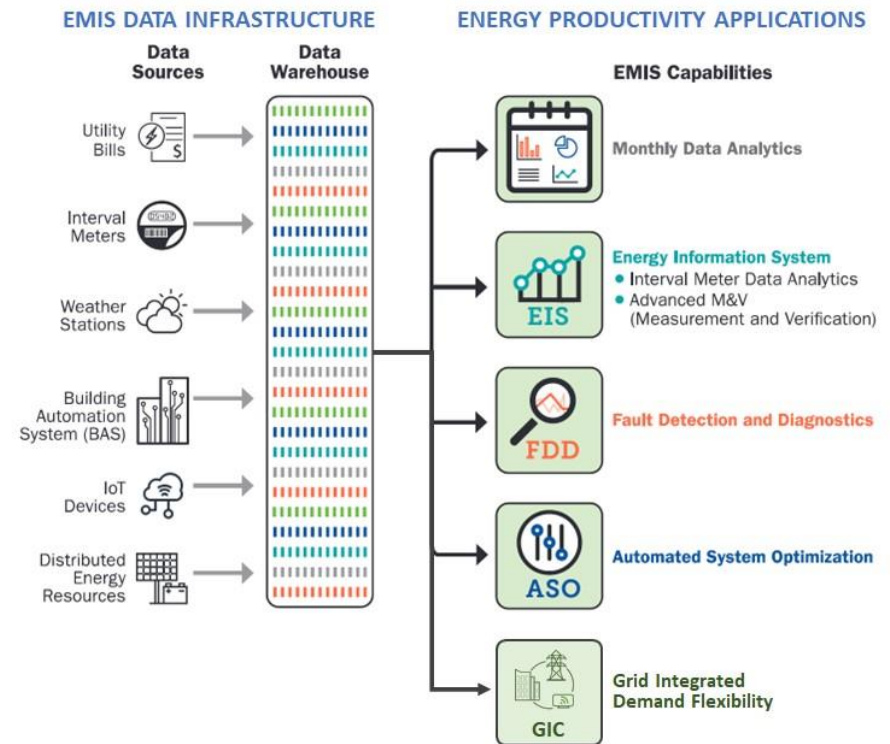 EMIS DATA INFRASTRUCTURE
ENERGY PRODUCTIVITY APPLICATIONS
Data
Sources
Data
Warehouse
EMIS Capabilities
Utility
Bills
$
Interval
Meters
Weather
Stations
Building
Automation
System (BAS)
IoT
Devices
Distributed
Energy
Resources
Monthly Data Analytics
EIS
Energy Information System
● Interval Meter Data Analytics
● Advanced M&V
(Measurement and Verification)
FDD
Fault Detection and Diagnostics
ASO
Automated System Optimization
GIC
Grid Integrated
Demand Flexibility